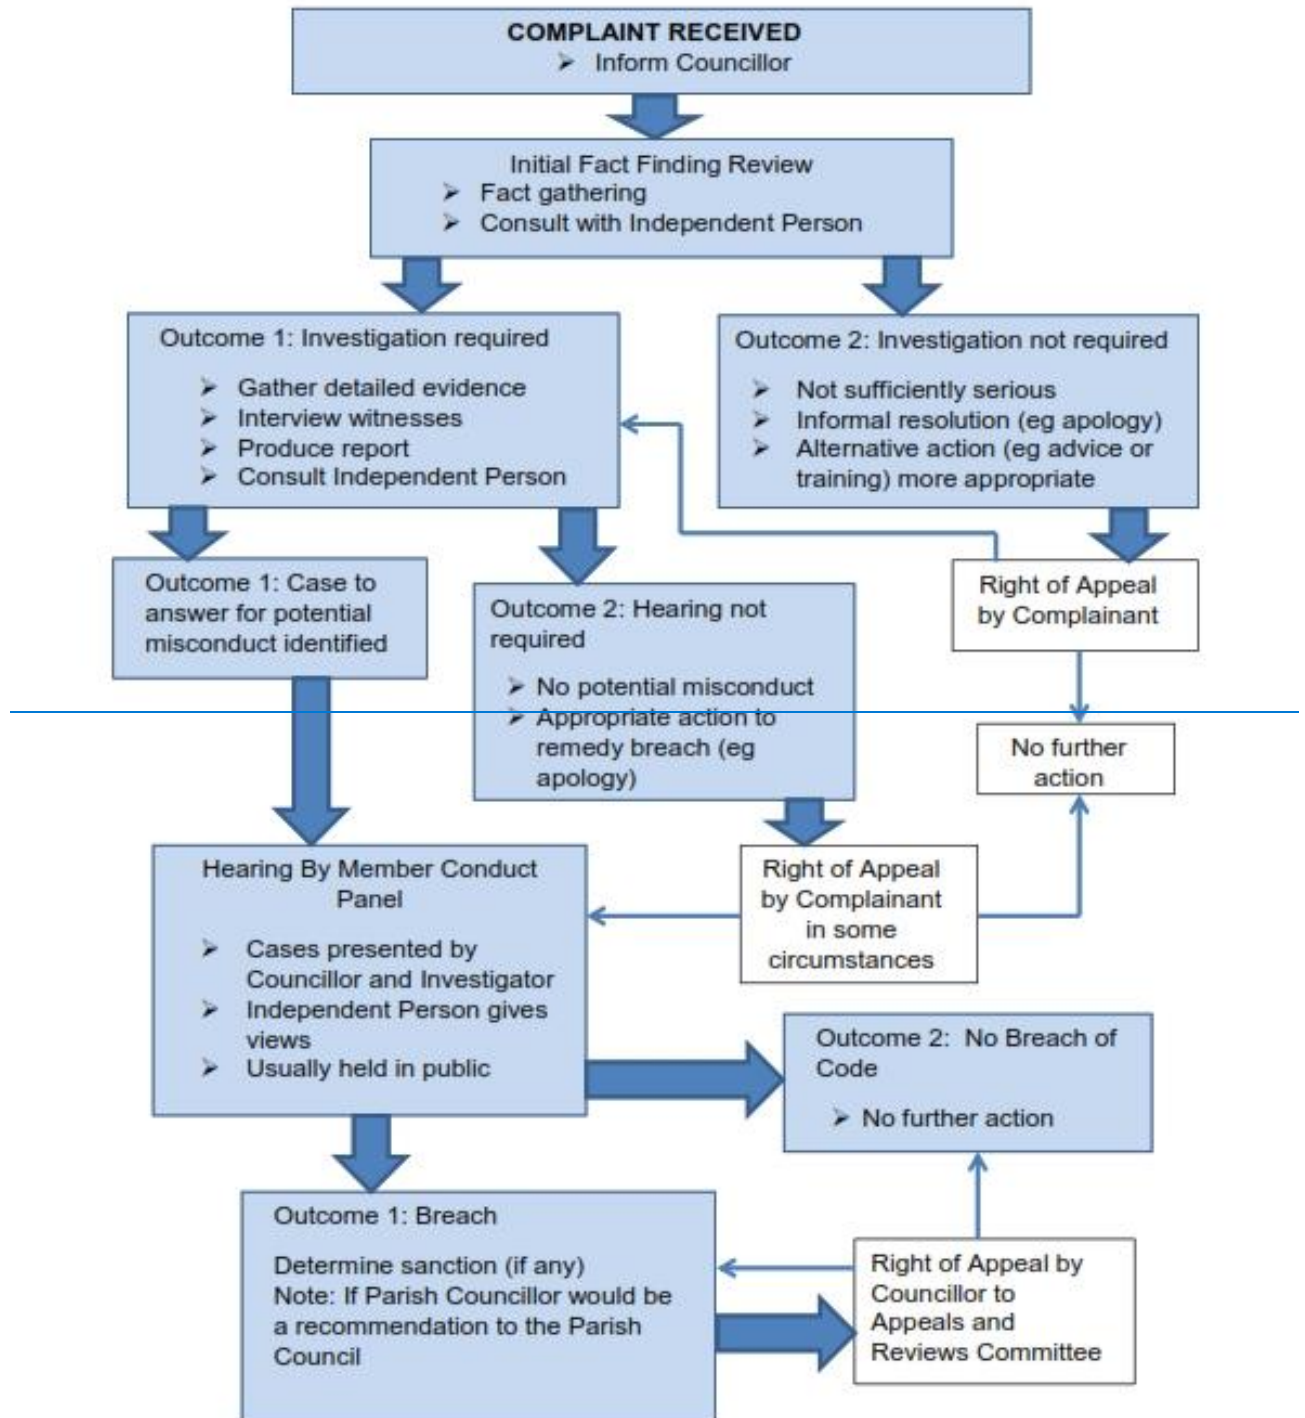 COMPLAINT RECEIVED
➢ Inform Councillor
Initial Fact Finding Review
➢ Fact gathering
➢ Consult with Independent Person
Outcome 1: Investigation required
➢ Gather detailed evidence
➢ Interview witnesses
➢ Produce report
➢ Consult Independent Person
Outcome 2: Investigation not required
➢ Not sufficiently serious
➢ Informal resolution (eg apology)
➢ Alternative action (eg advice or
training) more appropriate
Outcome 1: Case to
answer for potential
misconduct identified
Outcome 2: Hearing not
required
➢ No potential misconduct
➢ Appropriate action to
remedy breach (eg
apology)
Right of Appeal
by Complainant
No further
action
Hearing By Member Conduct
Panel
➢ Cases presented by
Councillor and Investigator
➢ Independent Person gives
views
➢ Usually held in public
Right of Appeal
by Complainant
in some
circumstances
Outcome 2: No Breach of
Code
➢ No further action
Outcome 1: Breach
Determine sanction (if any)
Note: If Parish Councillor would be
a recommendation to the Parish
Council
Right of Appeal by
Councillor to
Appeals and
Reviews Committee